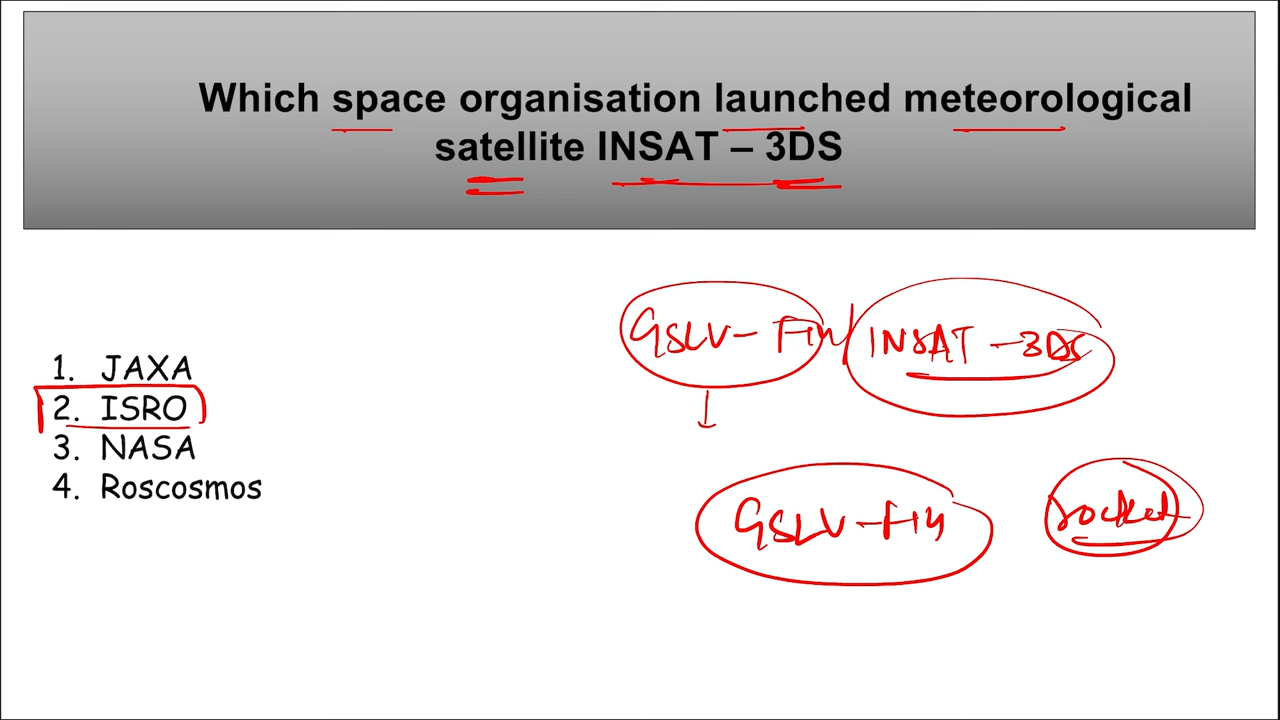 Which space organisation launched meteorological
satellite INSAT – 3DS
GSLV-F14/INSAT-3DS
1. JAXA
2. ISRO
3. NASA
4. Roscosmos
GSLV-F14 rocket